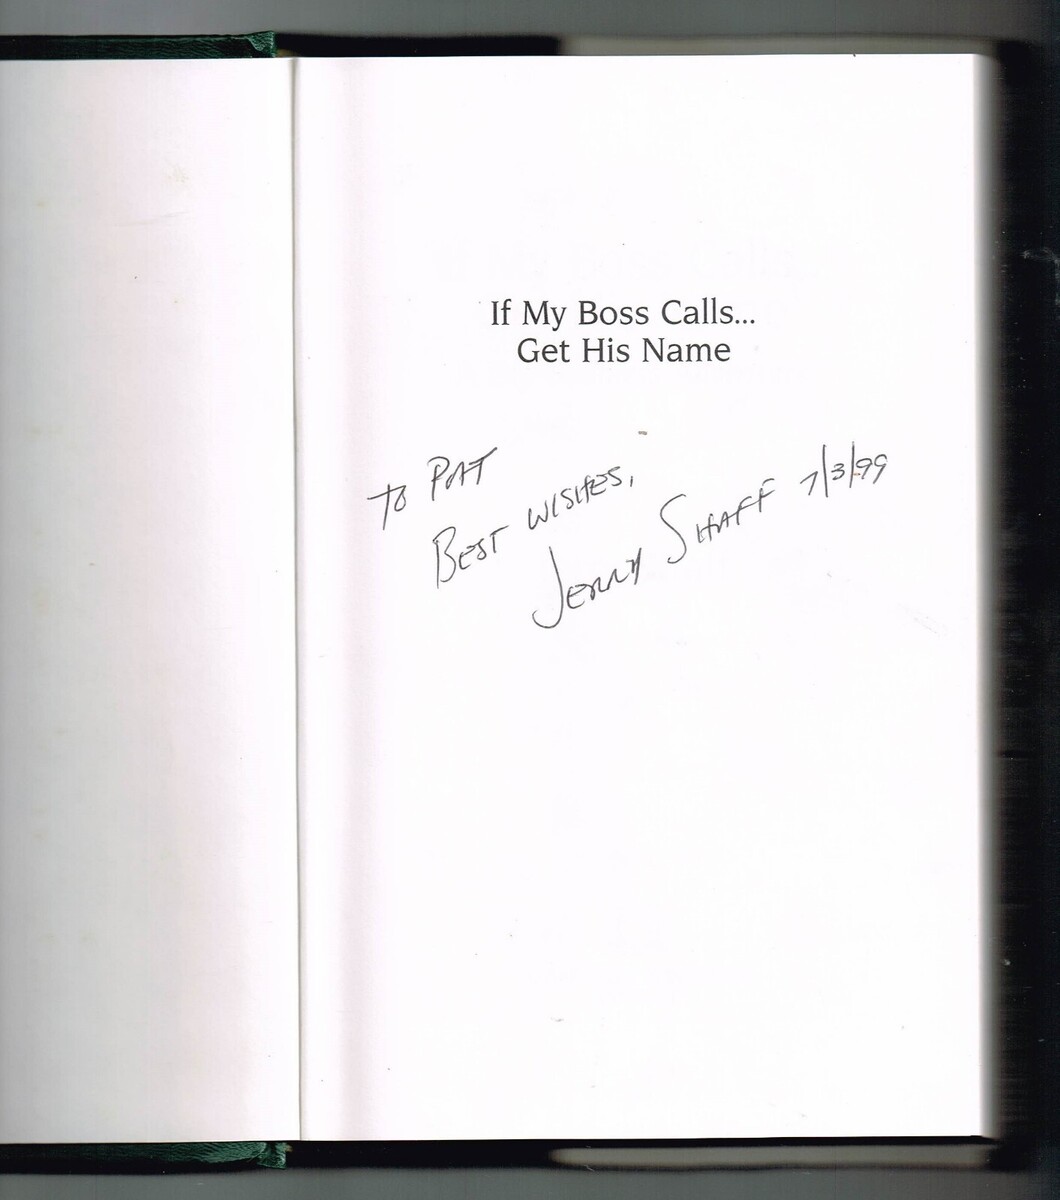 If My Boss Calls...
Get His Name
To PAT
BEST WISHES,
JERRY SHAFF 7/3/99